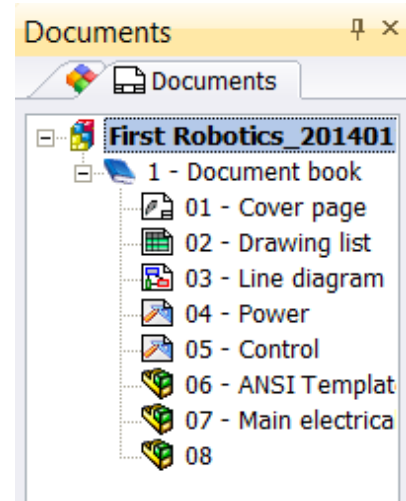 Documents
Documents
First Robotics_201401
1 - Document book
01 - Cover page
02 - Drawing list
03 - Line diagram
04 - Power
05 - Control
06 - ANSI Templat
07 - Main electrica
08